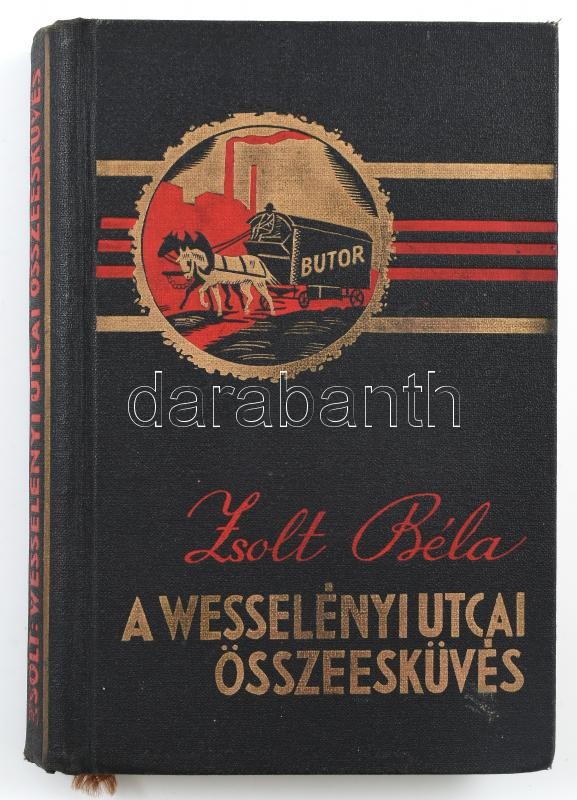 BUTOR
darabanth
Zsolt Béla
A WESSELÉNYI UTCAI
ÖSSZEESKÜVÉS
ZSOLT: WESSELÉNYI UTCAI ÖSSZEESKÜVÉS